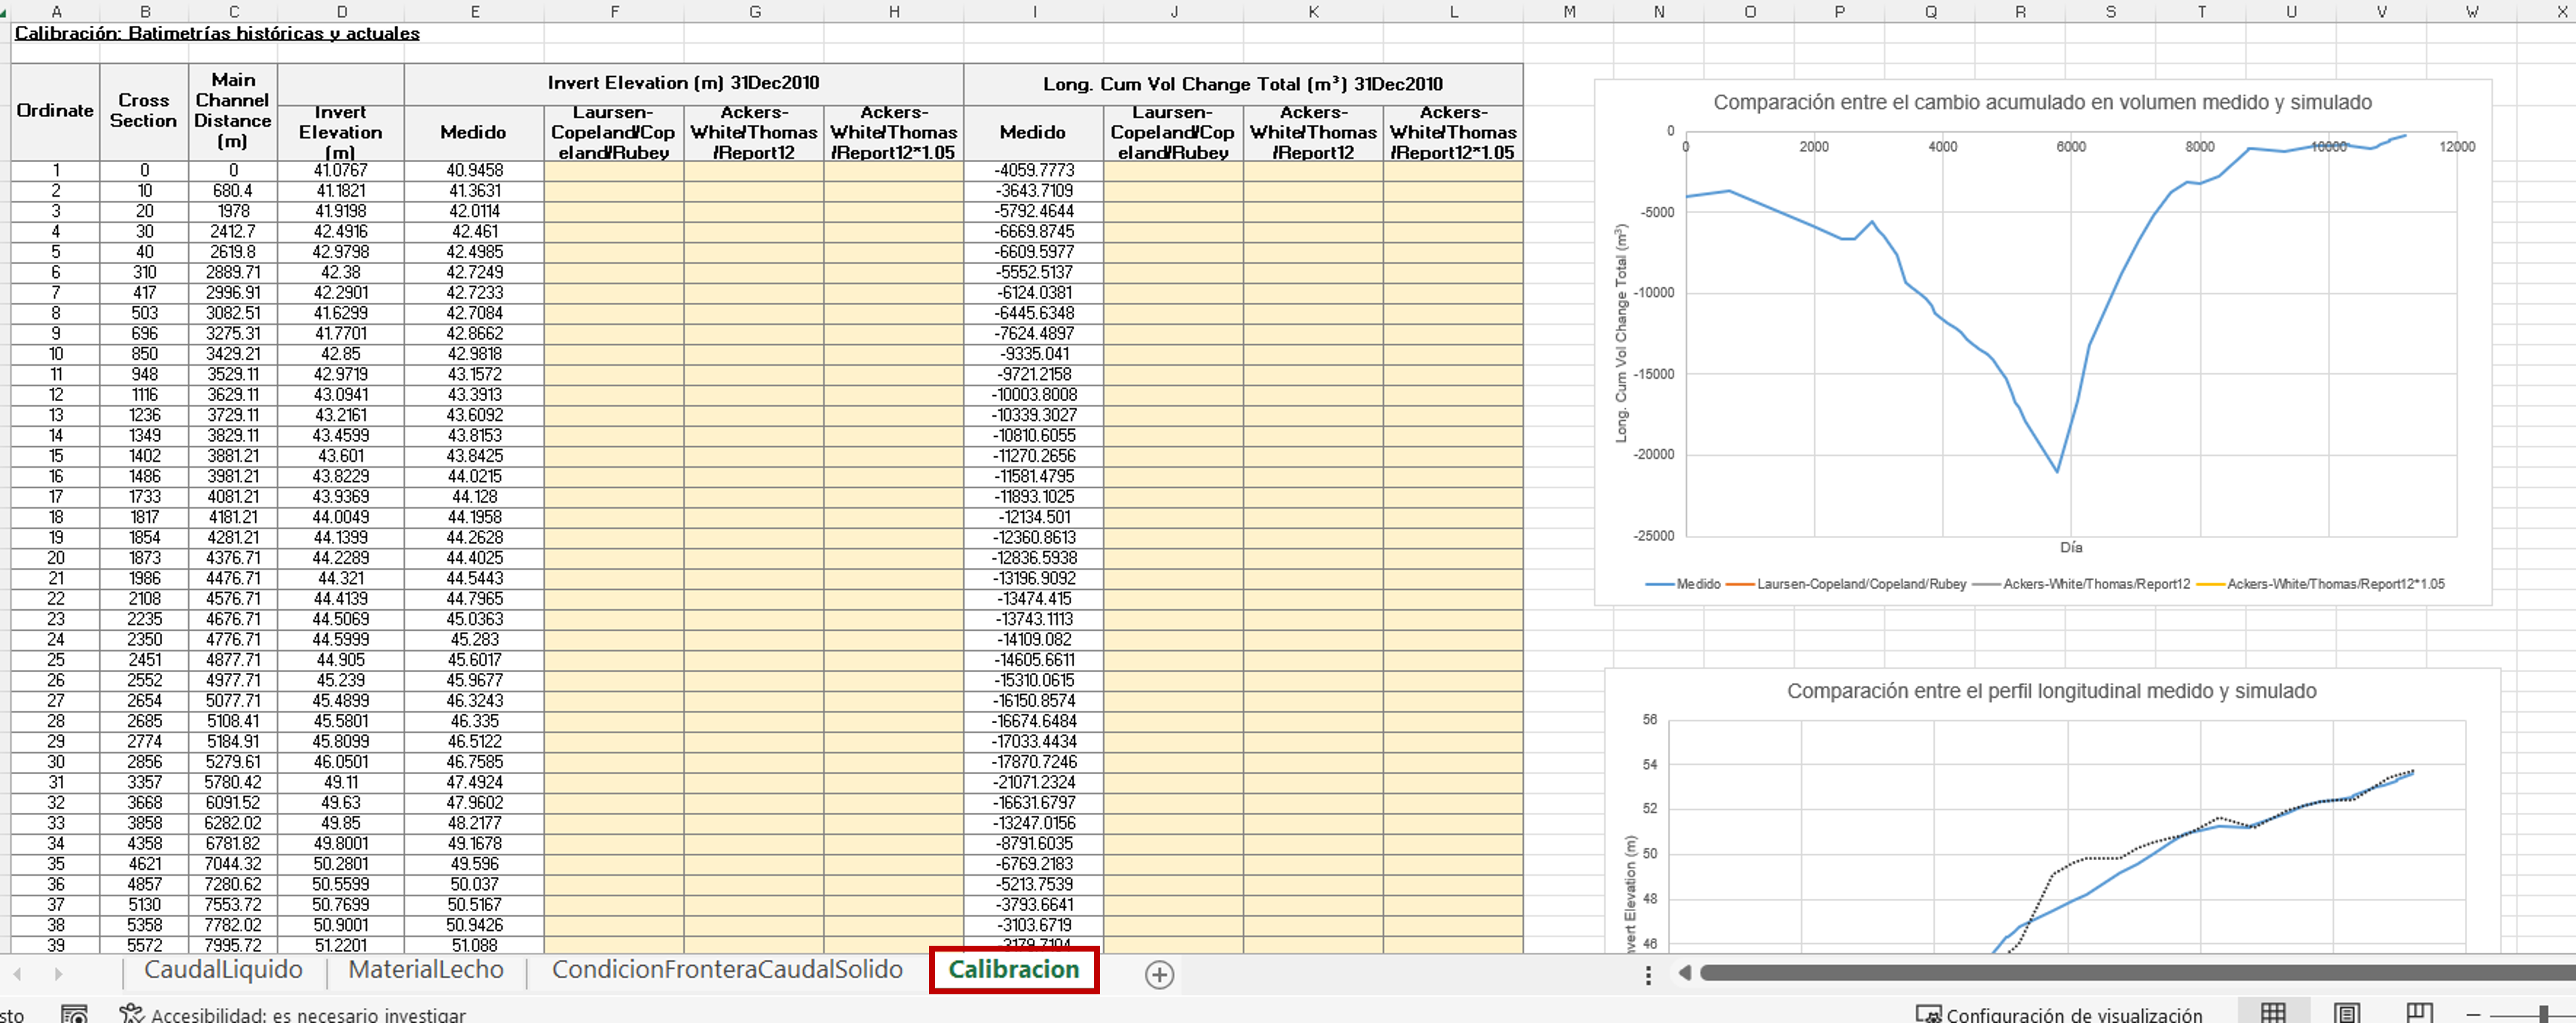 A B C D E F G H I J K L M N O P Q R S T U V W X
Calibración: Batimetrías históricas y actuales
Ordinate Cross Section Main Channel Distance (m) Invert Elevation (m) 31Dec2010 Long. Cum Vol Change Total (m³) 31Dec2010
Invert Elevation (m) Medido Laursen-Copeland/Copeland/Rubey Ackers-White/Thomas/Report12 Ackers-White/Thomas/Report12*1.05 Medido Laursen-Copeland/Copeland/Rubey Ackers-White/Thomas/Report12 Ackers-White/Thomas/Report12*1.05
1 0 0 41.0767 40.9458 -4059.7773
2 10 680.4 41.1821 41.3631 -3643.7109
3 20 1978 41.9198 42.0114 -5792.4644
4 30 2412.7 42.4916 42.461 -6669.8745
5 40 2619.8 42.9798 42.4985 -6609.5977
6 310 2889.71 42.38 42.7249 -5552.5137
7 417 2996.91 42.2901 42.7233 -6124.0381
8 503 3082.51 41.6299 42.7084 -6445.6348
9 696 3275.31 41.7701 42.8662 -7624.4897
10 850 3429.21 42.85 42.9818 -9335.041
11 948 3529.11 42.9719 43.1572 -9721.2158
12 1116 3629.11 43.0941 43.3913 -10003.8008
13 1236 3729.11 43.2161 43.6092 -10339.3027
14 1349 3829.11 43.4599 43.8153 -10810.6055
15 1402 3881.21 43.601 43.8425 -11270.2656
16 1486 3981.21 43.8229 44.0215 -11581.4795
17 1733 4081.21 43.9369 44.128 -11893.1025
18 1817 4181.21 44.0049 44.1958 -12134.501
19 1854 4281.21 44.1399 44.2628 -12360.8613
20 1873 4376.71 44.2289 44.4025 -12836.5938
21 1986 4476.71 44.321 44.5443 -13196.9092
22 2108 4576.71 44.4139 44.7965 -13474.415
23 2235 4676.71 44.5069 45.0363 -13743.1113
24 2350 4776.71 44.5999 45.283 -14109.082
25 2451 4877.71 44.905 45.6017 -14605.6611
26 2552 4977.71 45.239 45.9677 -15310.0615
27 2654 5077.71 45.4899 46.3243 -16150.8574
28 2685 5108.41 45.5801 46.335 -16674.6484
29 2774 5184.91 45.8099 46.5122 -17033.4434
30 2856 5279.61 46.0501 46.7585 -17870.7246
31 3357 5780.42 49.11 47.4924 -21071.2324
32 3668 6091.52 49.63 47.9602 -16631.6797
33 3858 6282.02 49.85 48.2177 -13247.0156
34 4358 6781.82 49.8001 49.1678 -8791.6035
35 4621 7044.32 50.2801 49.596 -6769.2183
36 4857 7280.62 50.5599 50.037 -5213.7539
37 5130 7553.72 50.7699 50.5167 -3793.6641
38 5358 7782.02 50.9001 50.9426 -3103.6719
39 5572 7995.72 51.2201 51.088 -3179.7104
Comparación entre el cambio acumulado en volumen medido y simulado
0
0 2000 4000 6000 8000 10000 12000
-5000
-10000
-15000
-20000
-25000
Long. Cum Vol Change Total (m³)
Día
Medido Laursen-Copeland/Copeland/Rubey Ackers-White/Thomas/Report12 Ackers-White/Thomas/Report12*1.05
Comparación entre el perfil longitudinal medido y simulado
56
54
52
50
48
46
nvert Elevation (m)
CaudalLiquido MaterialLecho CondicionFronteraCaudalSolido Calibracion
sto Accesibilidad: es necesario investigar Configuración de visualización